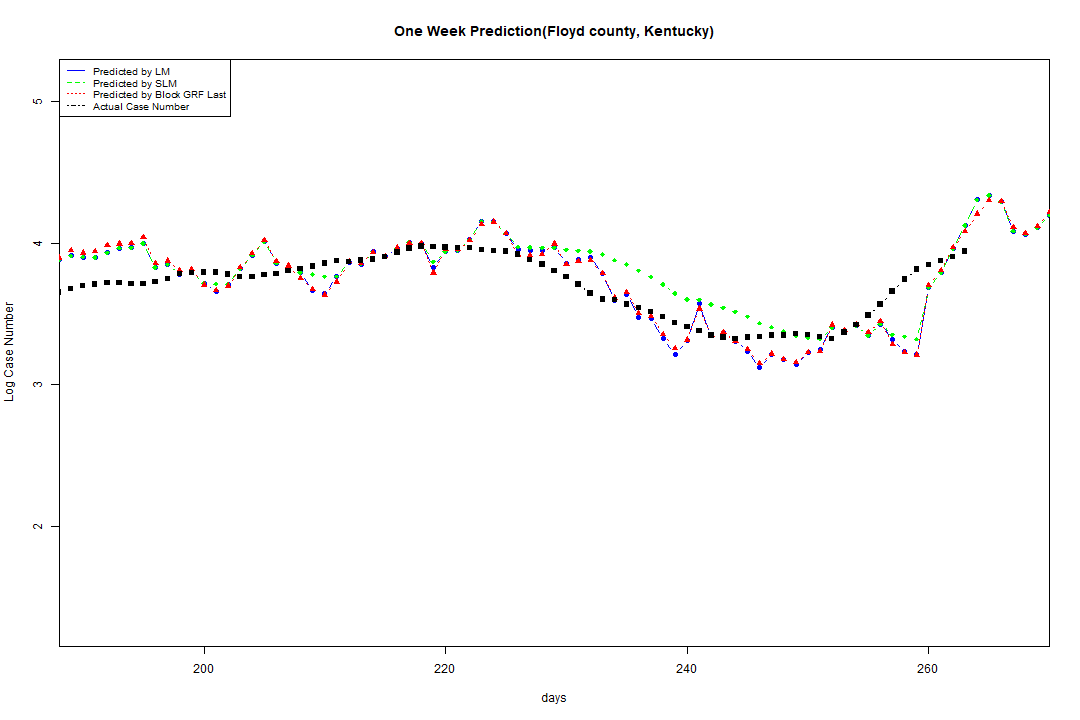 One Week Prediction(Floyd county, Kentucky)
Predicted by LM
Predicted by SLM
Predicted by Block GRF Last
Actual Case Number
5
4
3
2
Log Case Number
200
220
240
260
days